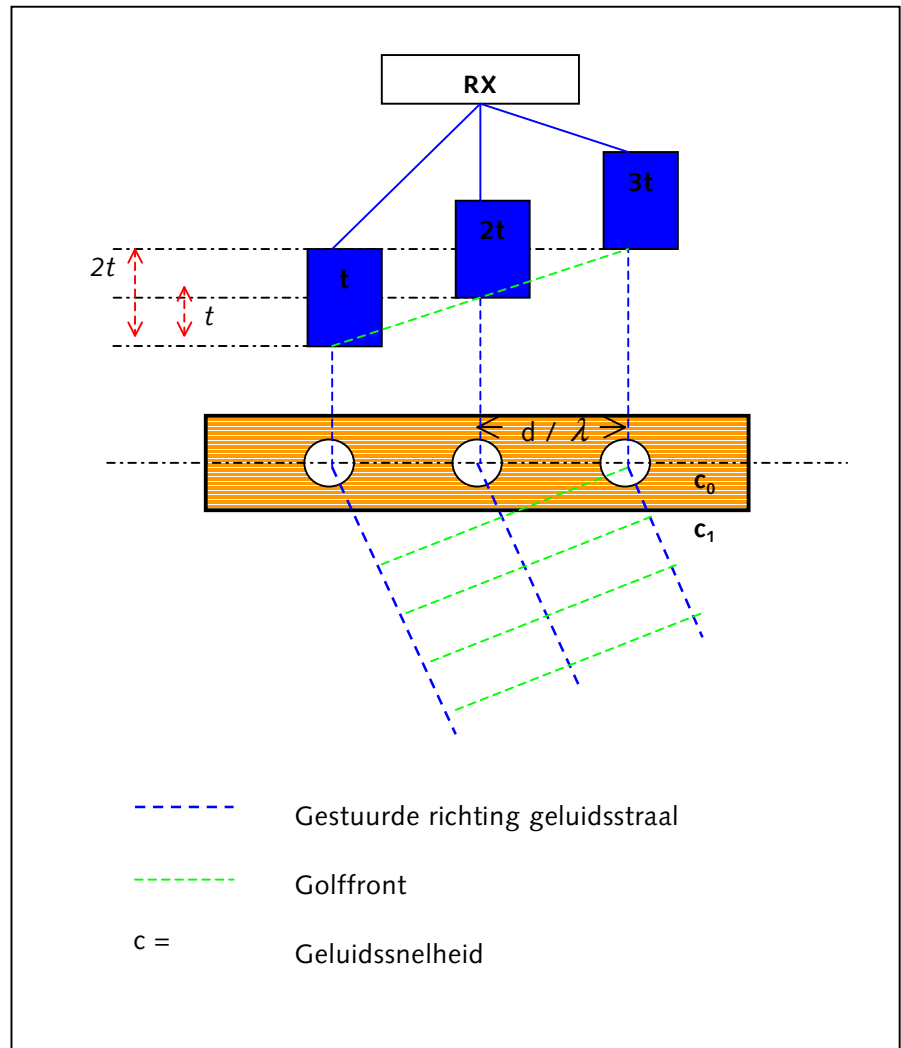 RX
3t
2t
t
2t
t
d / λ
c₀
c₁
Gestuurde richting geluidsstraal
Golffront
c = Geluidssnelheid